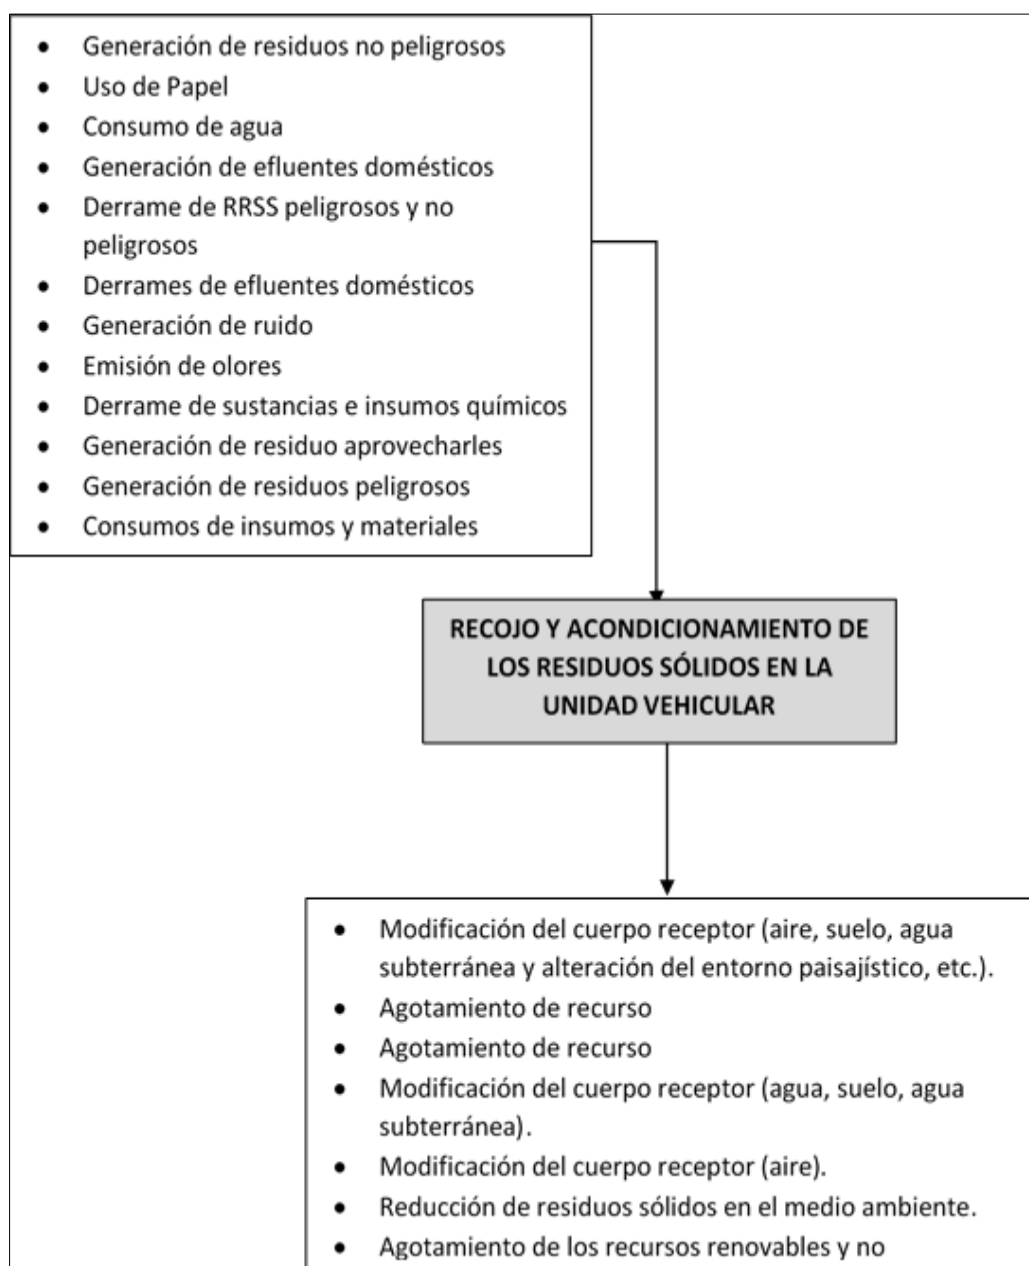 • Generación de residuos no peligrosos
• Uso de Papel
• Consumo de agua
• Generación de efluentes domésticos
• Derrame de RRSS peligrosos y no
peligrosos
• Derrames de efluentes domésticos
• Generación de ruido
• Emisión de olores
• Derrame de sustancias e insumos químicos
• Generación de residuo aprovecharles
• Generación de residuos peligrosos
• Consumos de insumos y materiales
RECOJO Y ACONDICIONAMIENTO DE
LOS RESIDUOS SÓLIDOS EN LA
UNIDAD VEHICULAR
• Modificación del cuerpo receptor (aire, suelo, agua
subterránea y alteración del entorno paisajístico, etc.).
• Agotamiento de recurso
• Agotamiento de recurso
• Modificación del cuerpo receptor (agua, suelo, agua
subterránea).
• Modificación del cuerpo receptor (aire).
• Reducción de residuos sólidos en el medio ambiente.
• Agotamiento de los recursos renovables y no